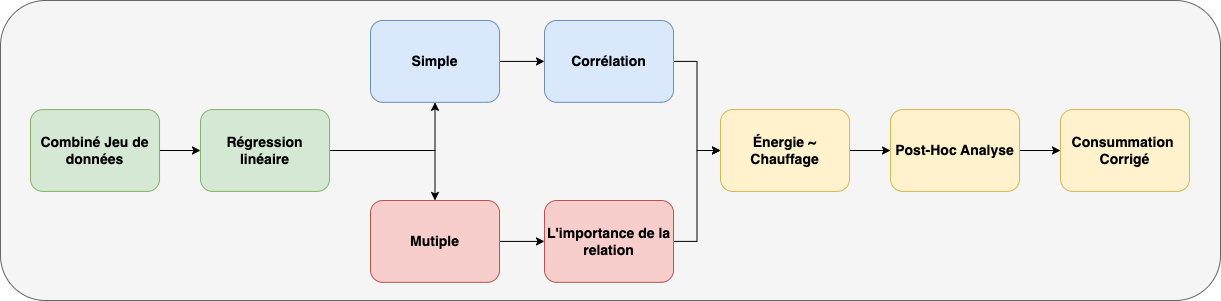 Simple
Corrélation
Combiné Jeu de
données
Régression
linéaire
Énergie ~
Chauffage
Post-Hoc Analyse
Consummation
Corrigé
Mutiple
L'importance de la
relation